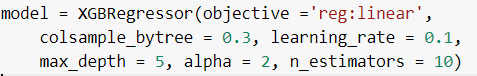 model = XGBRegressor(objective ='reg:linear',
colsample_bytree = 0.3, learning_rate = 0.1,
max_depth = 5, alpha = 2, n_estimators = 10)